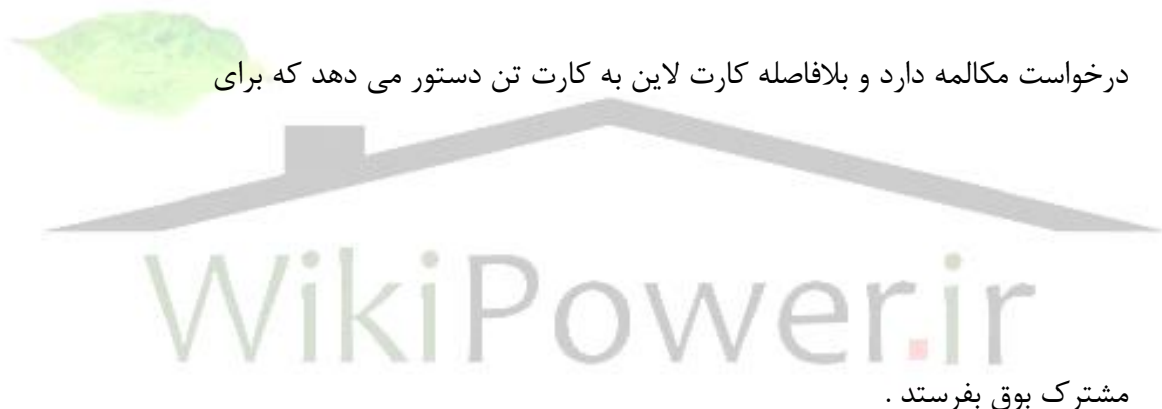 درخواست مکالمه دارد و بلافاصله کارت لاین به کارت تن دستور می دهد که برای
WikiPower.ir
مشترک بوق بفرستد .